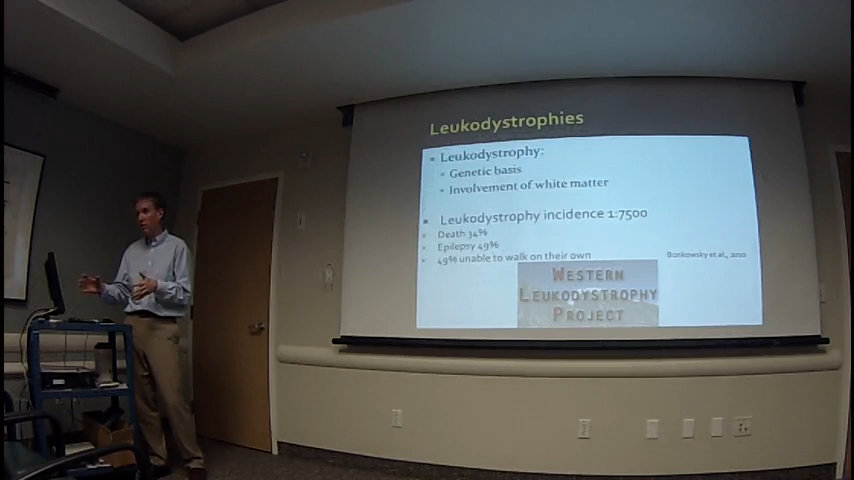 Leukodystrophies
▪ Leukodystrophy:
▪ Genetic basis
▪ Involvement of white matter
▪ Leukodystrophy incidence 1:7500
▪ Death 34%
▪ Epilepsy 49%
▪ 49% unable to walk on their own
Bonkowsky et al., 2010
WESTERN
LEUKODYSTROPHY
PROJECT